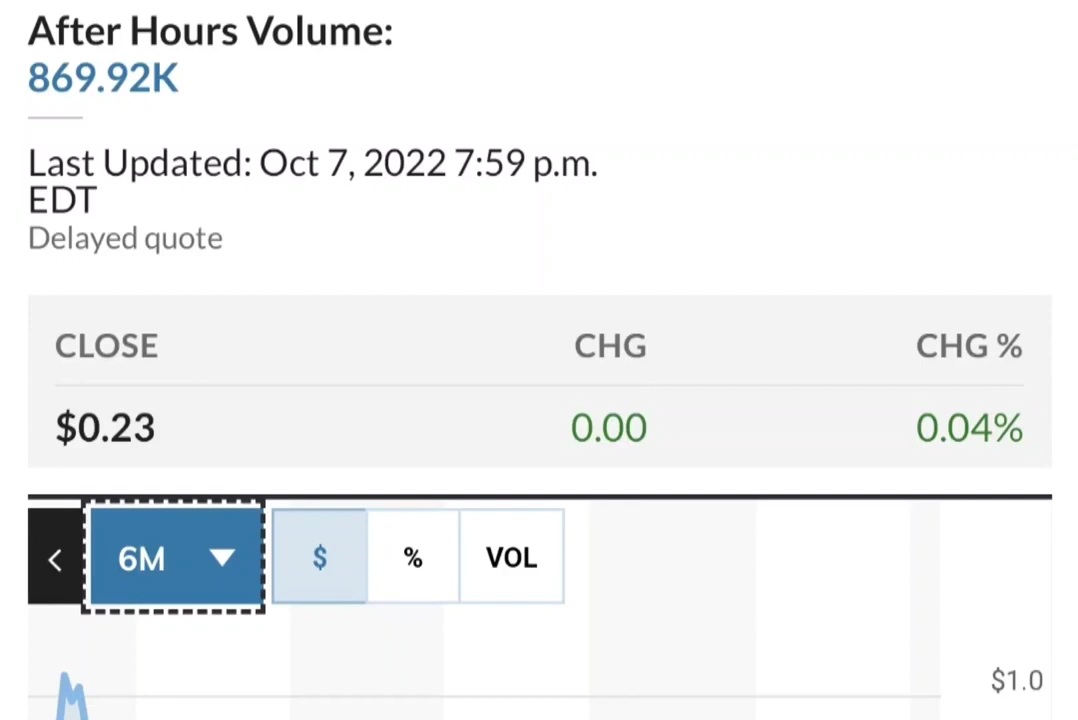 After Hours Volume:
869.92K
Last Updated: Oct 7, 2022 7:59 p.m.
EDT
Delayed quote
CLOSE CHG CHG %
$0.23 0.00 0.04%
6M $ % VOL
$1.0